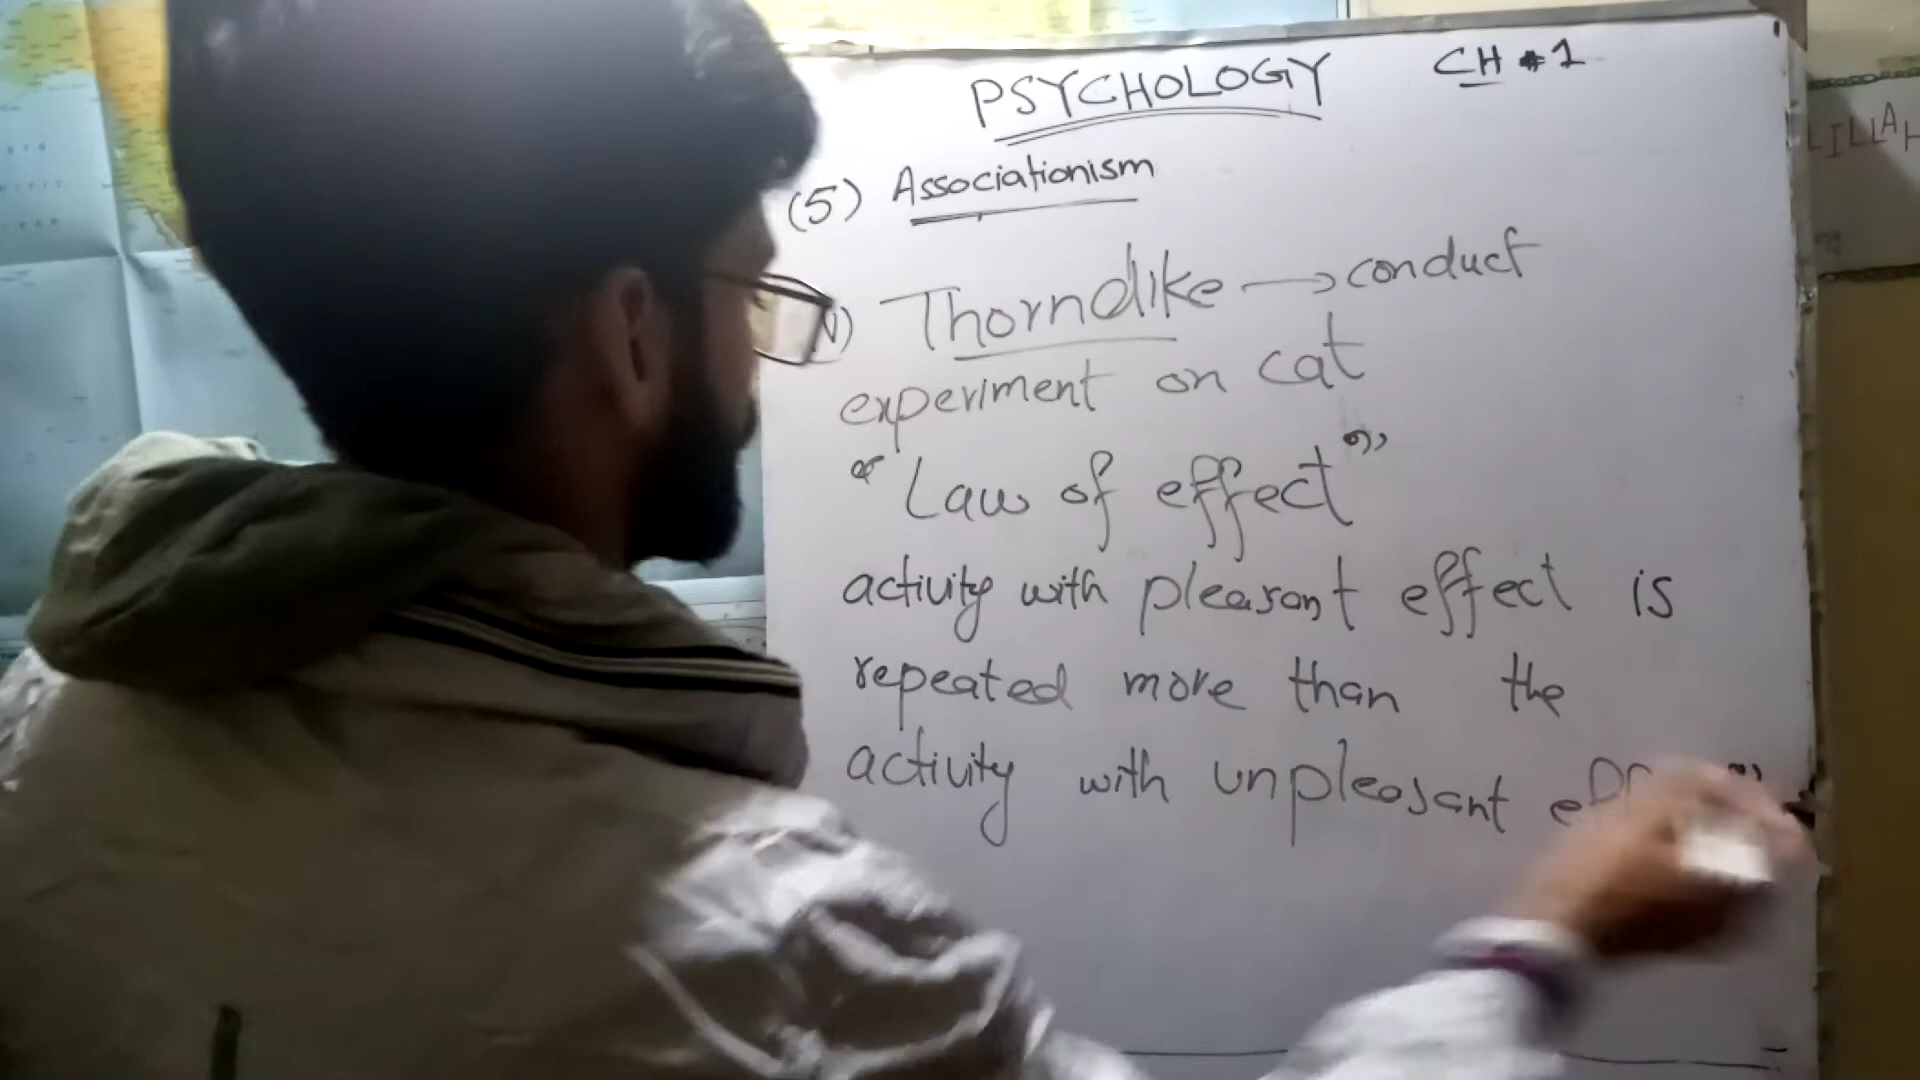 PSYCHOLOGY CH #1
(5) Associationism
Thorndike → conduct
experiment on cat
"Law of effect"
activity with pleasant effect is
repeated more than the
activity with unpleasant
LILLAH